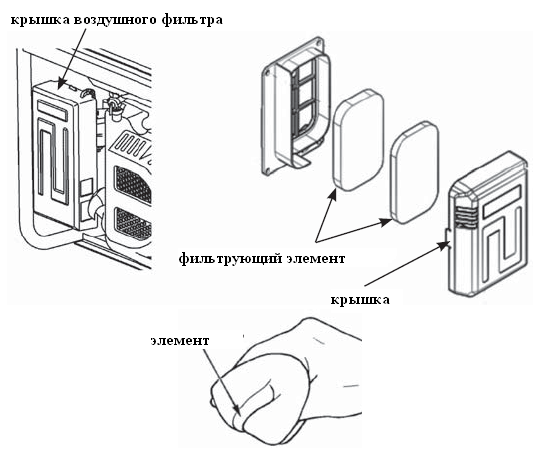 крышка воздушного фильтра
фильтрующий элемент
крышка
элемент